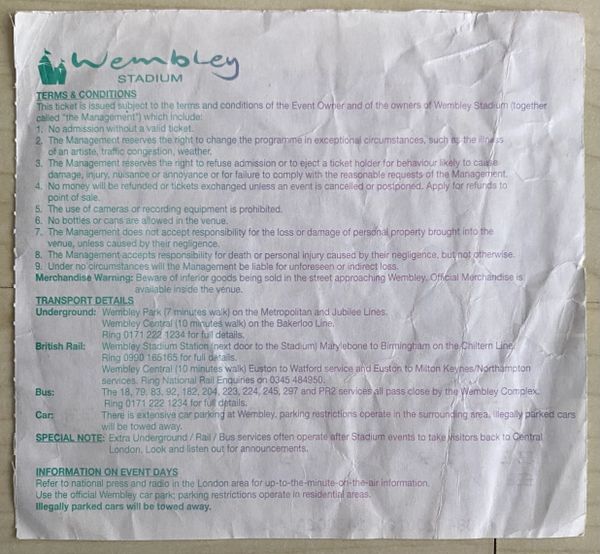 Wembley
STADIUM
TERMS & CONDITIONS
This ticket is issued subject to the terms and conditions of the Event Owner and of the owners of Wembley Stadium (together
called "the Management") which include:
1. No admission without a valid ticket.
2. The Management reserves the right to change the programme in exceptional circumstances, such as the illness
of an artiste, traffic congestion, weather.
3. The Management reserves the right to refuse admission or to eject a ticket holder for behaviour likely to cause
damage, injury, nuisance or annoyance or for failure to comply with the reasonable requests of the Management.
4. No money will be refunded or tickets exchanged unless an event is cancelled or postponed. Apply for refunds to
point of sale.
5. The use of cameras or recording equipment is prohibited.
6. No bottles or cans are allowed in the venue.
7. The Management does not accept responsibility for the loss or damage of personal property brought into the
venue, unless caused by their negligence.
8. The Management accepts responsibility for death or personal injury caused by their negligence, but not otherwise.
9. Under no circumstances will the Management be liable for unforeseen or indirect loss.
Merchandise Warning: Beware of inferior goods being sold in the street approaching Wembley. Official Merchandise is
available inside the venue.
TRANSPORT DETAILS
Underground: Wembley Park (7 minutes walk) on the Metropolitan and Jubilee Lines.
Wembley Central (10 minutes walk) on the Bakerloo Line.
Ring 0171 222 1234 for full details.
British Rail: Wembley Stadium Station (next door to the Stadium) Marylebone to Birmingham on the Chiltern Line.
Ring 0990 165165 for full details.
Wembley Central (10 minutes walk) Euston to Watford service and Euston to Milton Keynes/Northampton
services. Ring National Rail Enquiries on 0345 484950.
Bus: The 18, 79, 83, 92, 182, 204, 223, 224, 245, 297 and PR2 services all pass close by the Wembley Complex.
Ring 0171 222 1234 for full details.
Car: There is extensive car parking at Wembley, parking restrictions operate in the surrounding area, illegally parked cars
will be towed away.
SPECIAL NOTE: Extra Underground / Rail / Bus services often operate after Stadium events to take visitors back to Central
London. Look and listen out for announcements.
INFORMATION ON EVENT DAYS
Refer to national press and radio in the London area for up-to-the-minute-on-the-air information.
Use the official Wembley car park; parking restrictions operate in residential areas.
Illegally parked cars will be towed away.